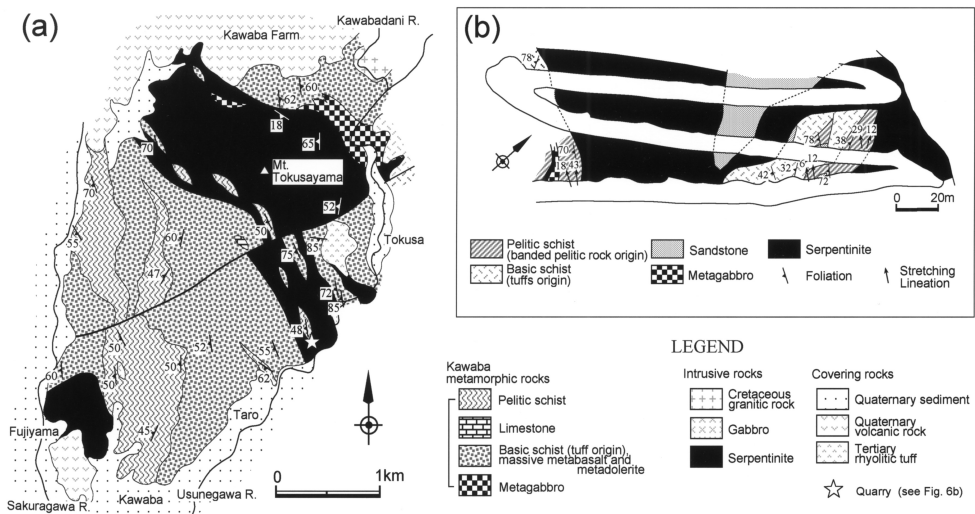 (a)
Kawabadani R.
Kawaba Farm
60
62
18
70
65
Mt.
Tokusayama
70
52
55
60
50
85
Tokusa
75
47
72
85
48
50
52
55
60
50
50
62
Fujiyama
Taro
45
0
1km
Kawaba
Usunegawa R.
Sakuragawa R.
(b)
78
70
43
78
38
29
12
6
12
32
42
72
0
20m
Pelitic schist
(banded pelitic rock origin)
Sandstone
Serpentinite
Basic schist
(tuffs origin)
Metagabbro
Foliation
Stretching
Lineation
LEGEND
Kawaba
metamorphic rocks
Intrusive rocks
Covering rocks
Pelitic schist
Cretaceous
granitic rock
Quaternary sediment
Limestone
Gabbro
Quaternary
volcanic rock
Basic schist (tuff origin),
massive metabasalt and
metadolerite
Serpentinite
Tertiary
rhyolitic tuff
Metagabbro
Quarry (see Fig. 6b)